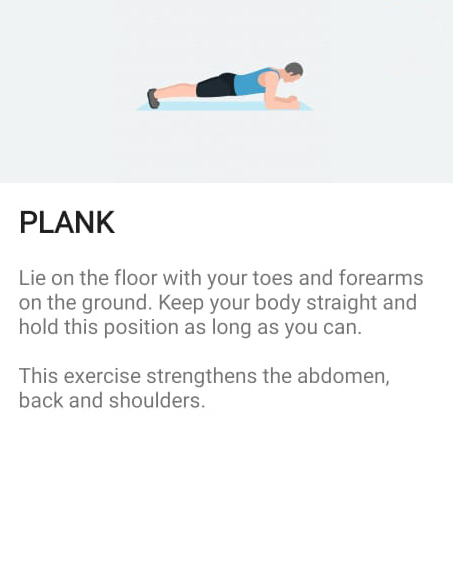 PLANK
Lie on the floor with your toes and forearms
on the ground. Keep your body straight and
hold this position as long as you can.
This exercise strengthens the abdomen,
back and shoulders.